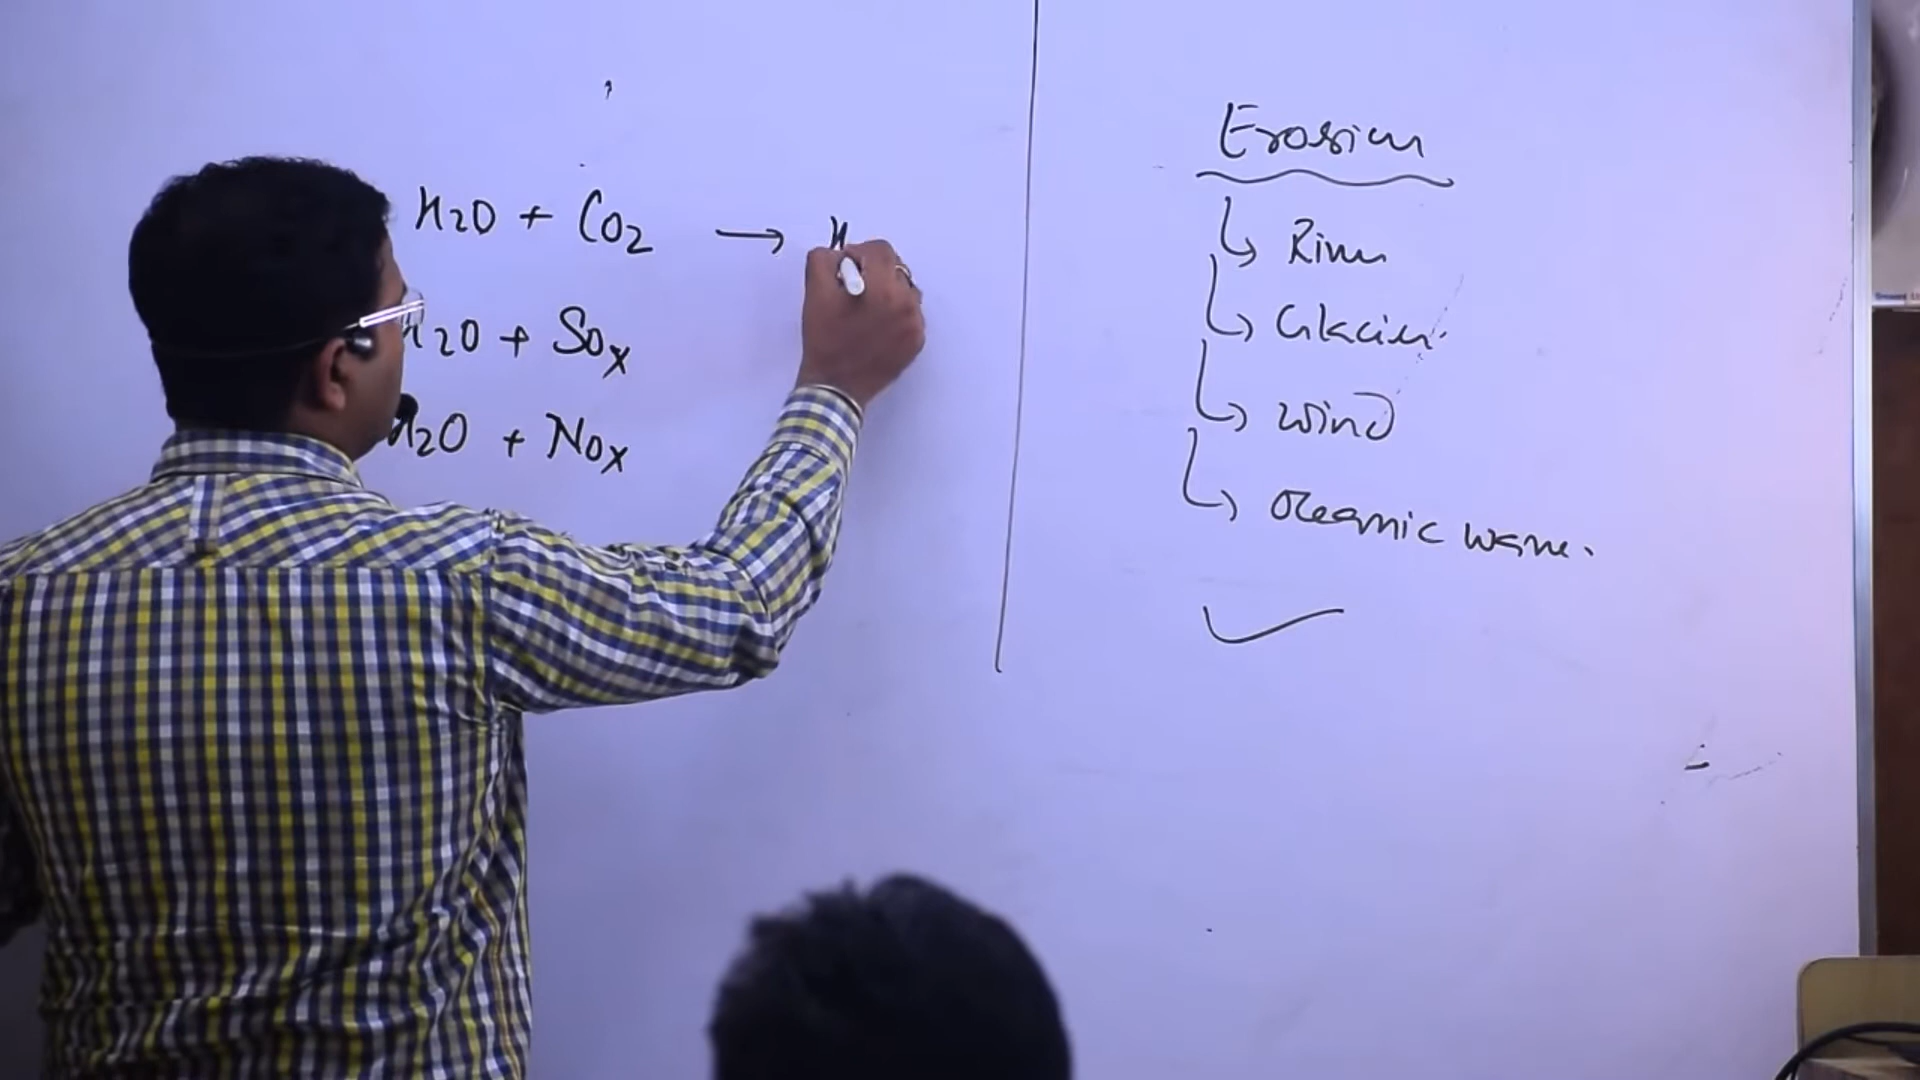 H2O + CO2 → H
H2O + SOx
H2O + NOx
Erosion
↳ River
↳ Glacier
↳ Wind
↳ Oceanic wave.